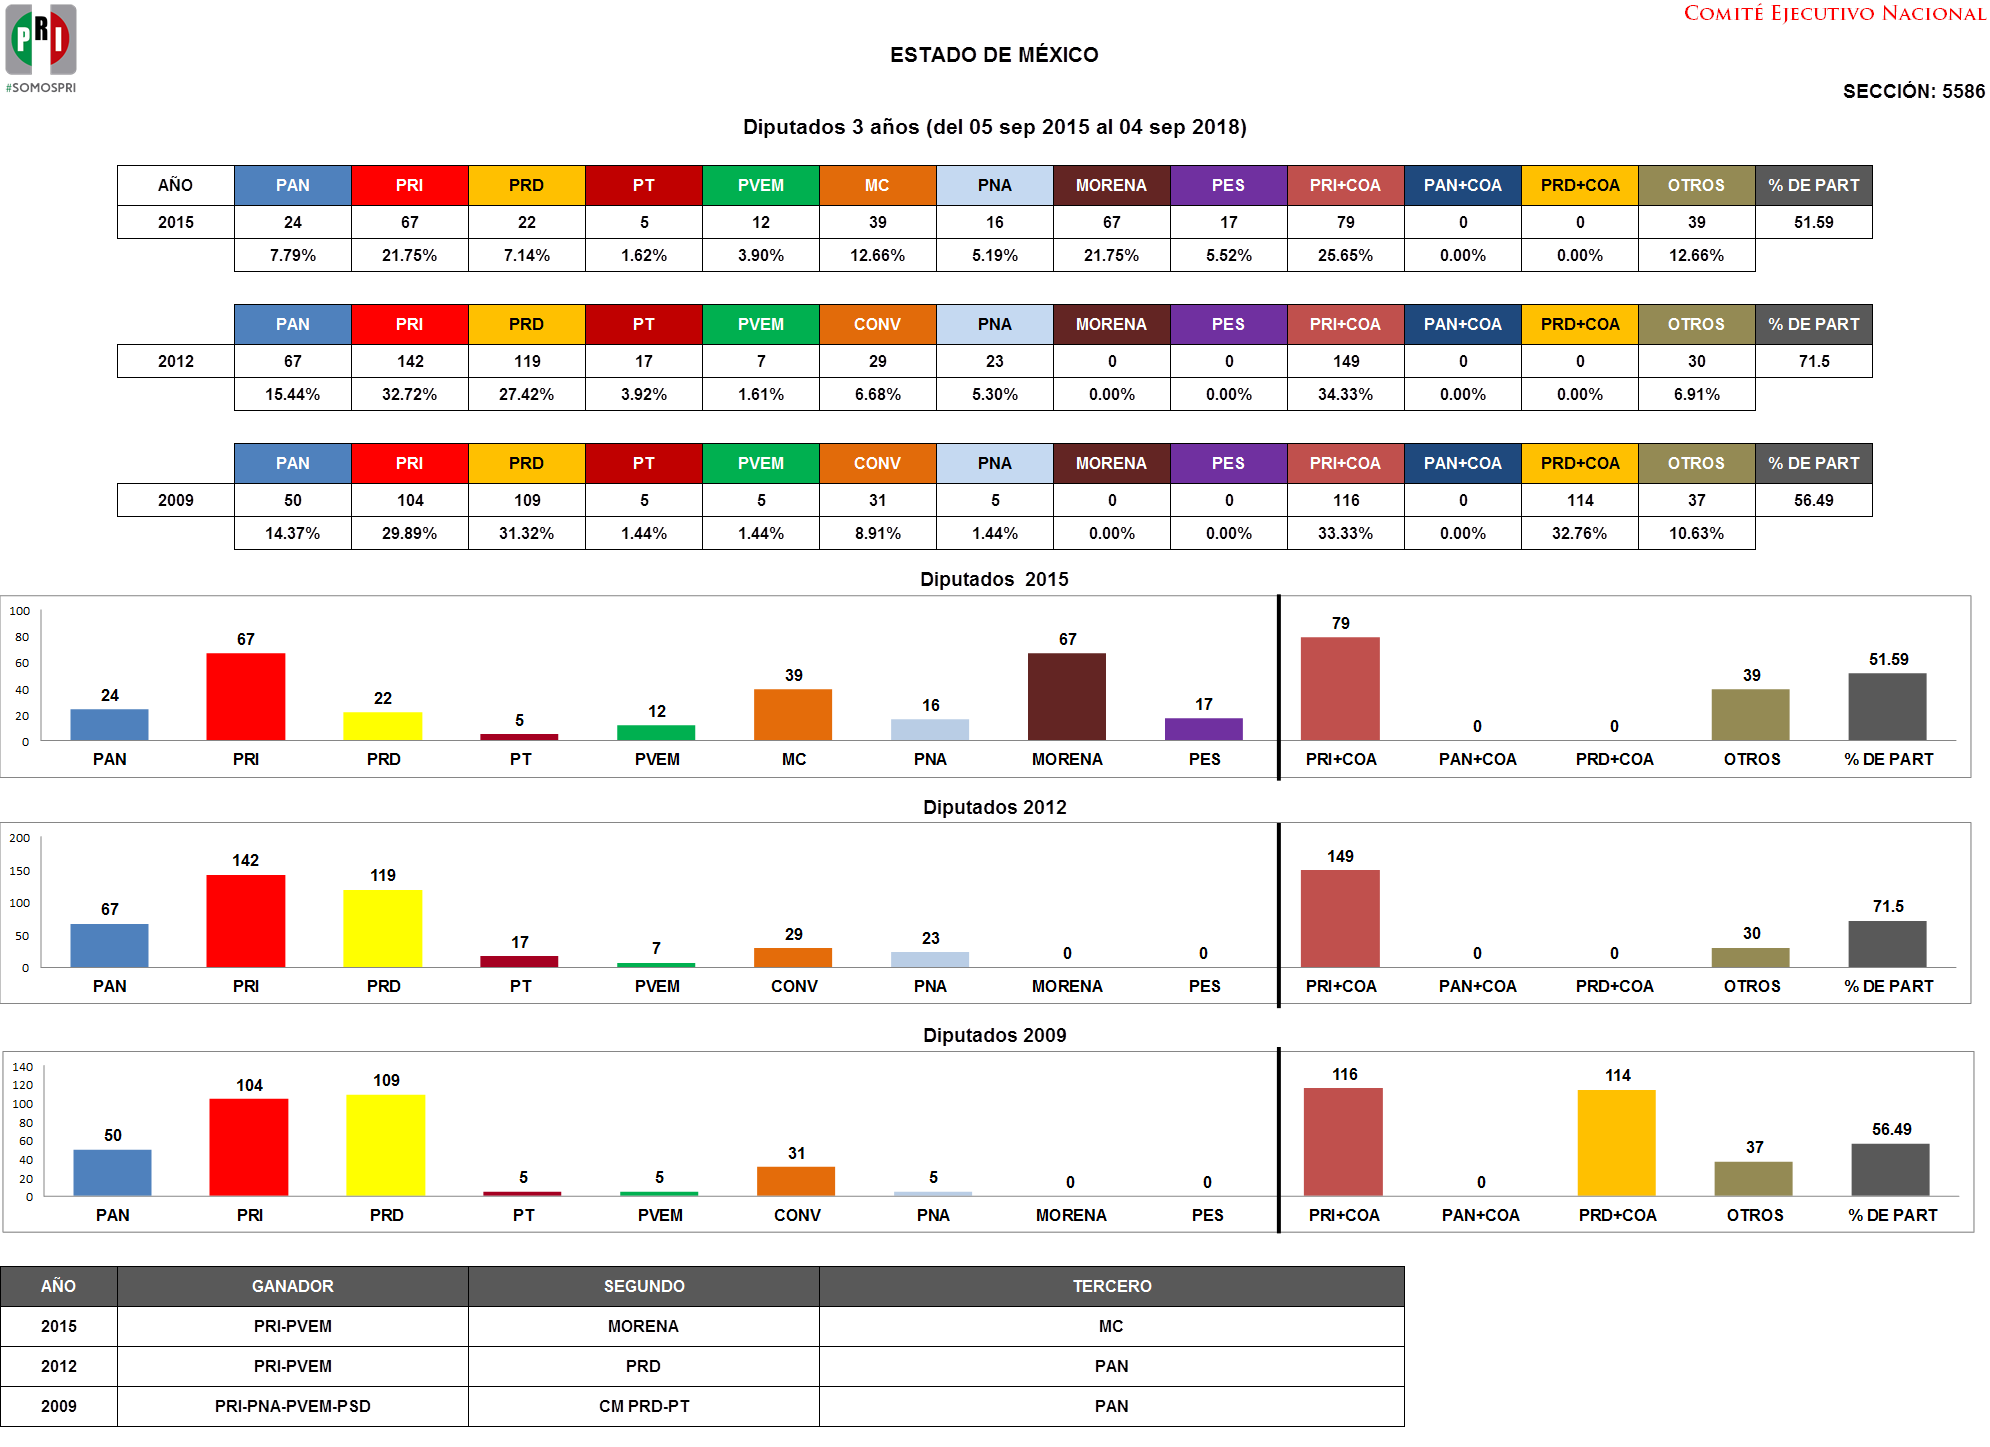 PRI
#SOMOSPRI
COMITÉ EJECUTIVO NACIONAL
ESTADO DE MÉXICO
SECCIÓN: 5586
Diputados 3 años (del 05 sep 2015 al 04 sep 2018)
AÑO PAN PRI PRD PT PVEM MC PNA MORENA PES PRI+COA PAN+COA PRD+COA OTROS % DE PART
2015 24 67 22 5 12 39 16 67 17 79 0 0 39 51.59
7.79% 21.75% 7.14% 1.62% 3.90% 12.66% 5.19% 21.75% 5.52% 25.65% 0.00% 0.00% 12.66%
PAN PRI PRD PT PVEM CONV PNA MORENA PES PRI+COA PAN+COA PRD+COA OTROS % DE PART
2012 67 142 119 17 7 29 23 0 0 149 0 0 30 71.5
15.44% 32.72% 27.42% 3.92% 1.61% 6.68% 5.30% 0.00% 0.00% 34.33% 0.00% 0.00% 6.91%
PAN PRI PRD PT PVEM CONV PNA MORENA PES PRI+COA PAN+COA PRD+COA OTROS % DE PART
2009 50 104 109 5 5 31 5 0 0 116 0 114 37 56.49
14.37% 29.89% 31.32% 1.44% 1.44% 8.91% 1.44% 0.00% 0.00% 33.33% 0.00% 32.76% 10.63%
Diputados 2015
100
80
60
40
20
0
24 67 22 5 12 39 16 67 17 79 0 0 39 51.59
PAN PRI PRD PT PVEM MC PNA MORENA PES PRI+COA PAN+COA PRD+COA OTROS % DE PART
Diputados 2012
200
150
100
50
0
67 142 119 17 7 29 23 0 0 149 0 0 30 71.5
PAN PRI PRD PT PVEM CONV PNA MORENA PES PRI+COA PAN+COA PRD+COA OTROS % DE PART
Diputados 2009
140
120
100
80
60
40
20
0
50 104 109 5 5 31 5 0 0 116 0 114 37 56.49
PAN PRI PRD PT PVEM CONV PNA MORENA PES PRI+COA PAN+COA PRD+COA OTROS % DE PART
AÑO GANADOR SEGUNDO TERCERO
2015 PRI-PVEM MORENA MC
2012 PRI-PVEM PRD PAN
2009 PRI-PNA-PVEM-PSD CM PRD-PT PAN